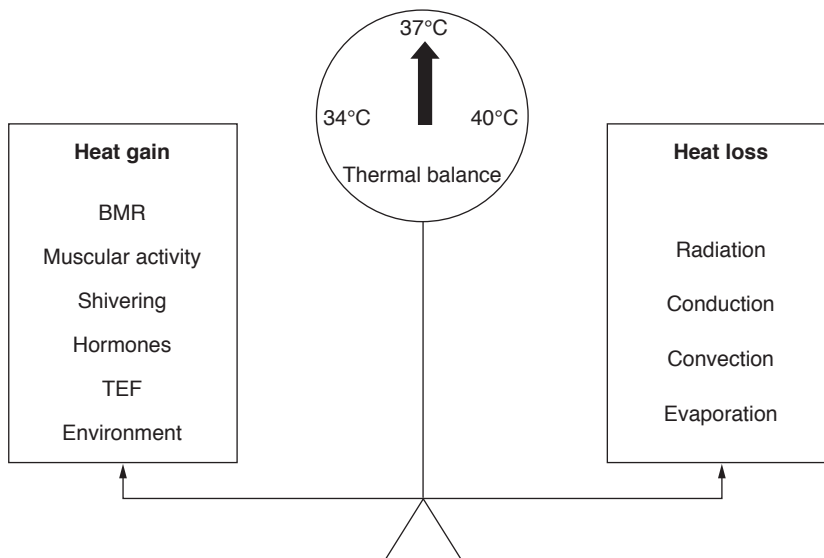 37°C
34°C 40°C
Thermal balance
Heat gain
BMR
Muscular activity
Shivering
Hormones
TEF
Environment
Heat loss
Radiation
Conduction
Convection
Evaporation